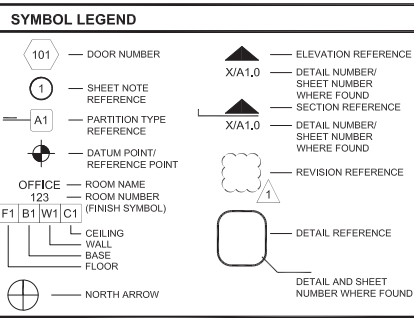 SYMBOL LEGEND
101 DOOR NUMBER
1 SHEET NOTE
REFERENCE
A1 PARTITION TYPE
REFERENCE
DATUM POINT/
REFERENCE POINT
OFFICE ROOM NAME
123 ROOM NUMBER
(FINISH SYMBOL)
F1 B1 W1 C1
CEILING
WALL
BASE
FLOOR
NORTH ARROW
ELEVATION REFERENCE
X/A1.0 DETAIL NUMBER/
SHEET NUMBER
WHERE FOUND
SECTION REFERENCE
X/A1.0 DETAIL NUMBER/
SHEET NUMBER
WHERE FOUND
REVISION REFERENCE
1
DETAIL REFERENCE
DETAIL AND SHEET
NUMBER WHERE FOUND